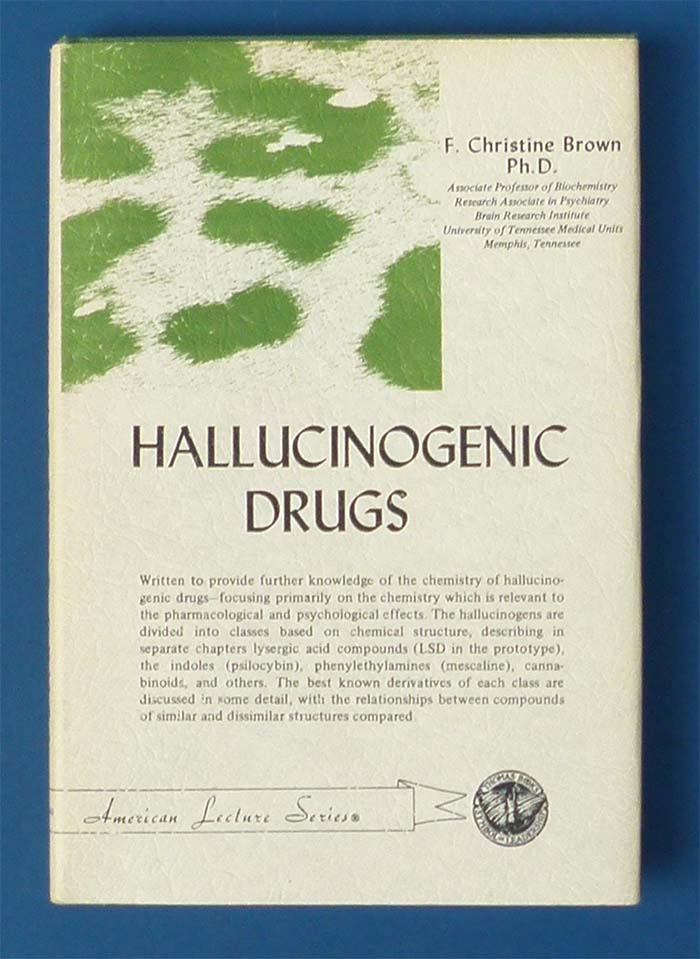 F. Christine Brown
Ph.D.
Associate Professor of Biochemistry
Research Associate in Psychiatry
Brain Research Institute
University of Tennessee Medical Units
Memphis, Tennessee
HALLUCINOGENIC
DRUGS
Written to provide further knowledge of the chemistry of hallucino-
genic drugs—focusing primarily on the chemistry which is relevant to
the pharmacological and psychological effects. The hallucinogens are
divided into classes based on chemical structure, describing in
separate chapters lysergic acid compounds (LSD in the prototype),
the indoles (psilocybin), phenylethylamines (mescaline), canna-
binoids, and others. The best known derivatives of each class are
discussed in some detail, with the relationships between compounds
of similar and dissimilar structures compared.
American Lecture Series®
THOMAS BOOKS
SYMBOL OF LEADERSHIP